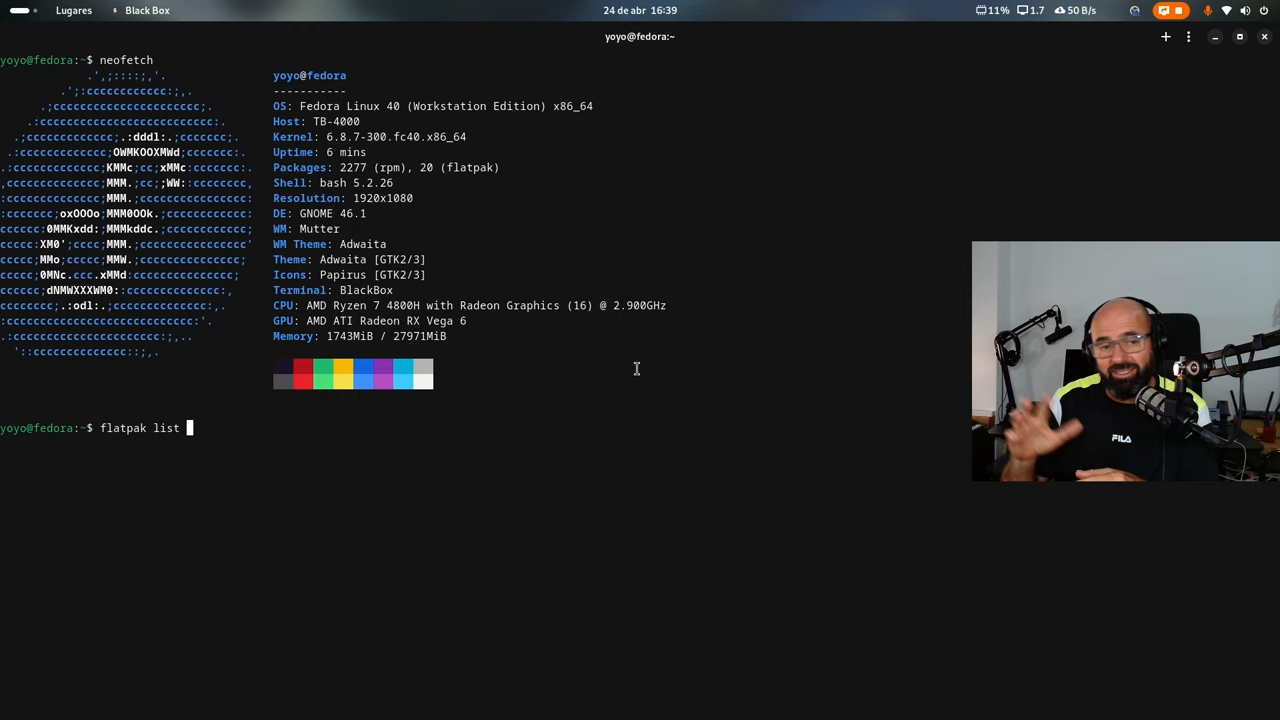 Lugares
Black Box
24 de abr 16:39
11%
1.7
50 B/s
yoyo@fedora:~
yoyo@fedora:~$ neofetch
yoyo@fedora
-----------
OS: Fedora Linux 40 (Workstation Edition) x86_64
Host: TB-4000
Kernel: 6.8.7-300.fc40.x86_64
Uptime: 6 mins
Packages: 2277 (rpm), 20 (flatpak)
Shell: bash 5.2.26
Resolution: 1920x1080
DE: GNOME 46.1
WM: Mutter
WM Theme: Adwaita
Theme: Adwaita [GTK2/3]
Icons: Papirus [GTK2/3]
Terminal: BlackBox
CPU: AMD Ryzen 7 4800H with Radeon Graphics (16) @ 2.900GHz
GPU: AMD ATI Radeon RX Vega 6
Memory: 1743MiB / 27971MiB
yoyo@fedora:~$ flatpak list
FILA